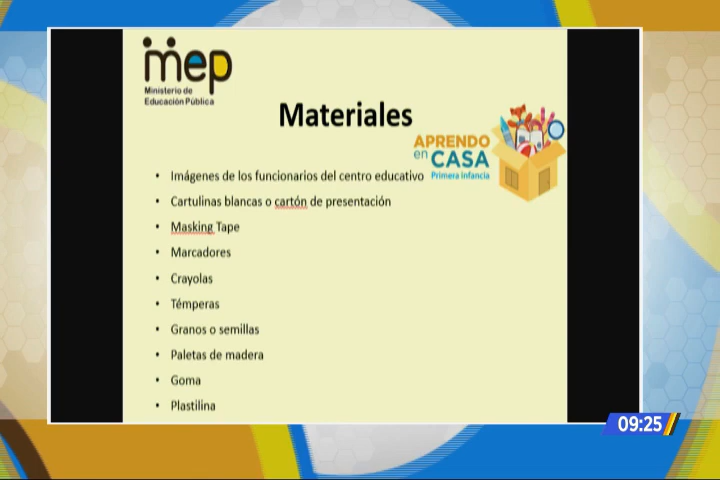 mep
Ministerio de
Educación Pública
Materiales
APRENDO
en CASA
Primera Infancia
• Imágenes de los funcionarios del centro educativo
• Cartulinas blancas o cartón de presentación
• Masking Tape
• Marcadores
• Crayolas
• Témperas
• Granos o semillas
• Paletas de madera
• Goma
• Plastilina
09:25